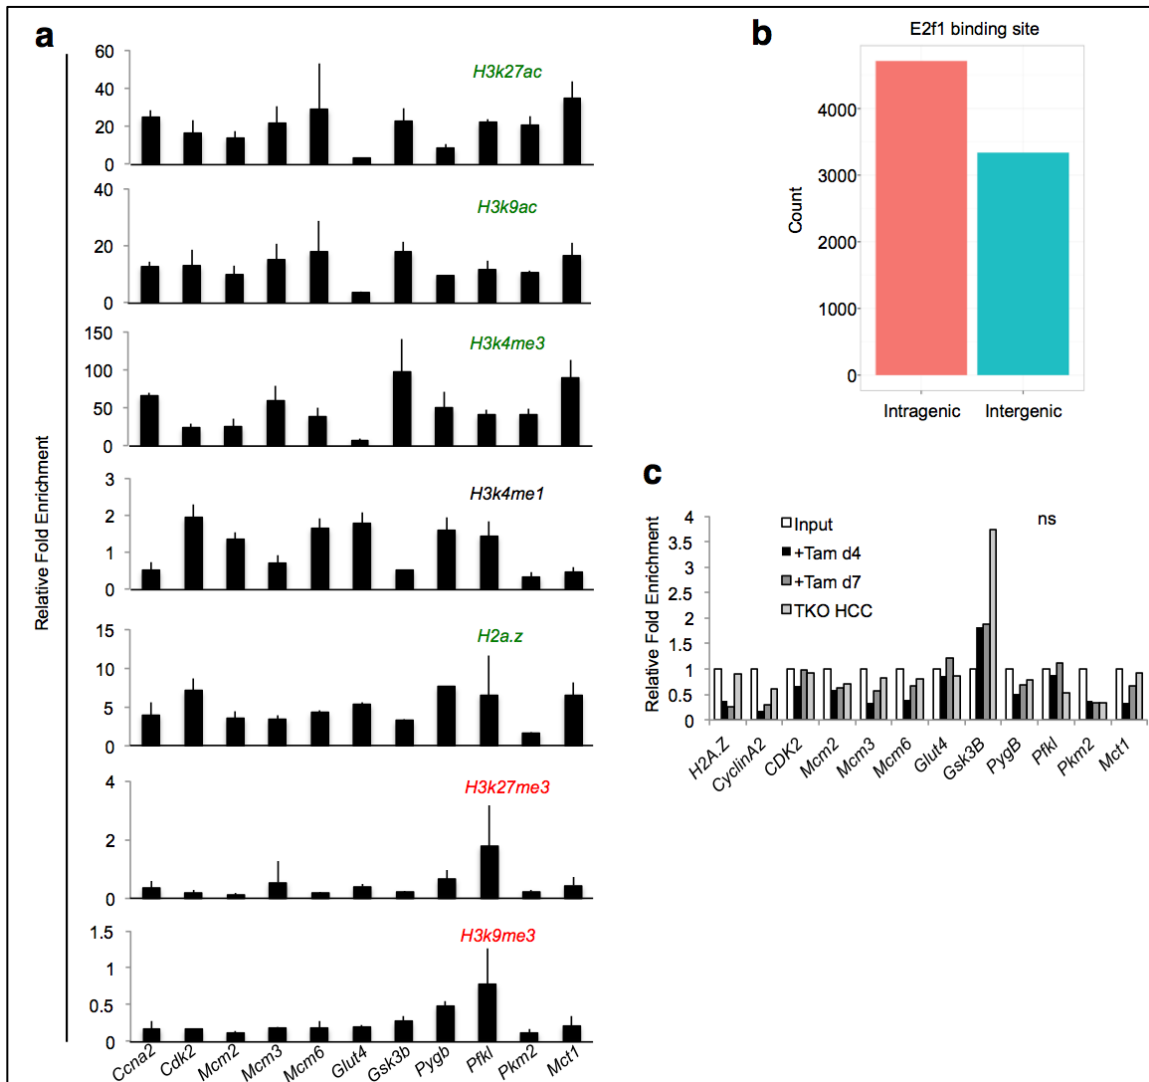 a
Relative Fold Enrichment
H3k27ac
60
40
20
0
H3k9ac
40
20
0
H3k4me3
150
100
50
0
H3k4me1
3
2
1
0
H2a.z
15
10
5
0
H3k27me3
4
2
0
H3k9me3
1.5
1
0.5
0
Ccna2
Cdk2
Mcm2
Mcm3
Mcm6
Glut4
Gsk3b
Pygb
Pfkl
Pkm2
Mct1
b
E2f1 binding site
Count
4000
3000
2000
1000
0
Intragenic
Intergenic
c
Relative Fold Enrichment
4
3.5
3
2.5
2
1.5
1
0.5
0
Input
+Tam d4
+Tam d7
TKO HCC
ns
H2A.Z
CyclinA2
CDK2
Mcm2
Mcm3
Mcm6
Glut4
Gsk3B
PygB
Pfkl
Pkm2
Mct1